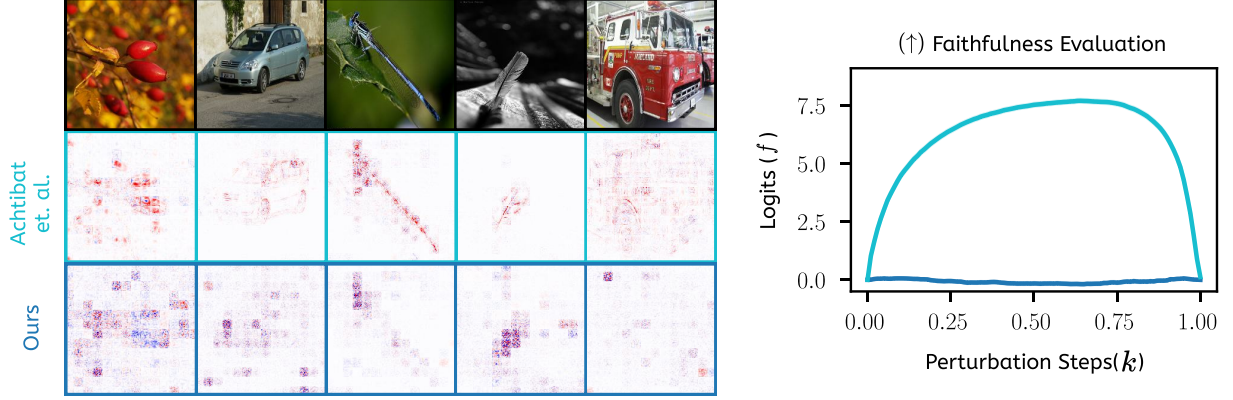 Achtibat
et. al.
Ours
(↑) Faithfulness Evaluation
Logits (f)
7.5
5.0
2.5
0.0
0.00 0.25 0.50 0.75 1.00
Perturbation Steps(k)